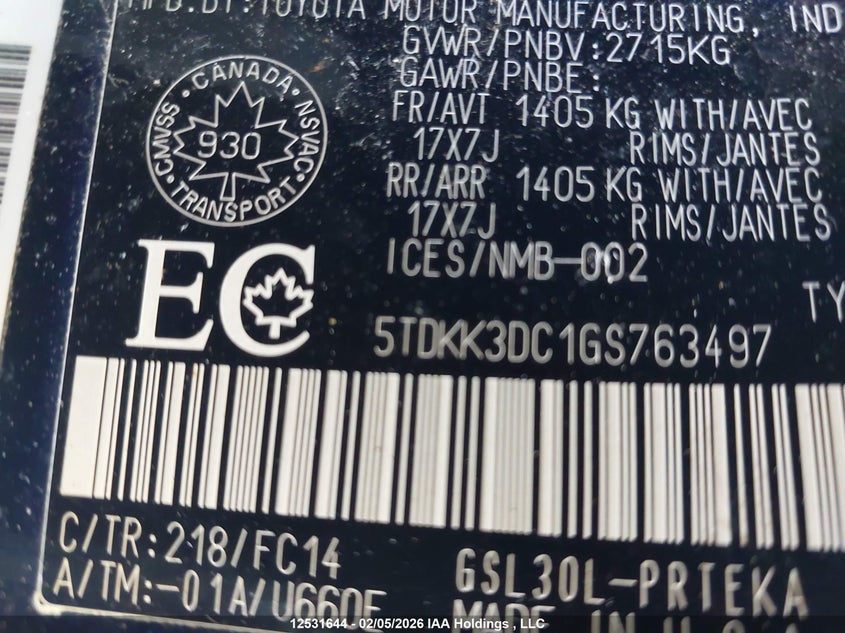 MFD.BY:TOYOTA MOTOR MANUFACTURING, IND
GVWR/PNBV:2715KG
GAWR/PNBE:
FR/AVT 1405 KG WITH/AVEC
17X7J RIMS/JANTES
RR/ARR 1405 KG WITH/AVEC
17X7J RIMS/JANTES
ICES/NMB-002
CANADA
CMVSS 930 NSVAC
TRANSPORT
EC
TY
5TDKK3DC1GS763497
C/TR:218/FC14
A/TM:-01A/U660E
GSL30L-PRTEKA
MADE IN U.S.A.
12531644 - 02/05/2026 IAA Holdings , LLC